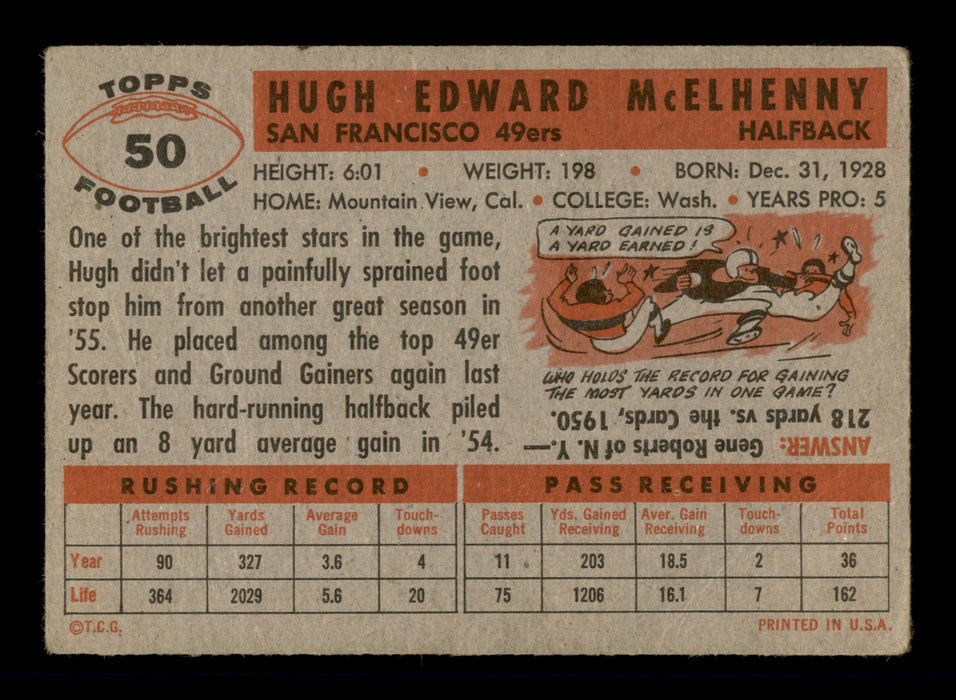 TOPPS
50
FOOTBALL
HUGH EDWARD McELHENNY
SAN FRANCISCO 49ers HALFBACK
HEIGHT: 6:01 • WEIGHT: 198 • BORN: Dec. 31, 1928
HOME: Mountain View, Cal. • COLLEGE: Wash. • YEARS PRO: 5
One of the brightest stars in the game,
Hugh didn't let a painfully sprained foot
stop him from another great season in
'55. He placed among the top 49er
Scorers and Ground Gainers again last
year. The hard-running halfback piled
up an 8 yard average gain in '54.
A YARD GAINED IS
A YARD EARNED!
WHO HOLDS THE RECORD FOR GAINING
THE MOST YARDS IN ONE GAME?
ANSWER: Gene Roberts of N. Y.—
218 yards vs. the Cards, 1950.
RUSHING RECORD PASS RECEIVING
Attempts Yards Average Touch- Passes Yds. Gained Aver. Gain Touch- Total
Rushing Gained Gain downs Caught Receiving Receiving downs Points
Year 90 327 3.6 4 11 203 18.5 2 36
Life 364 2029 5.6 20 75 1206 16.1 7 162
©T.C.G. PRINTED IN U.S.A.